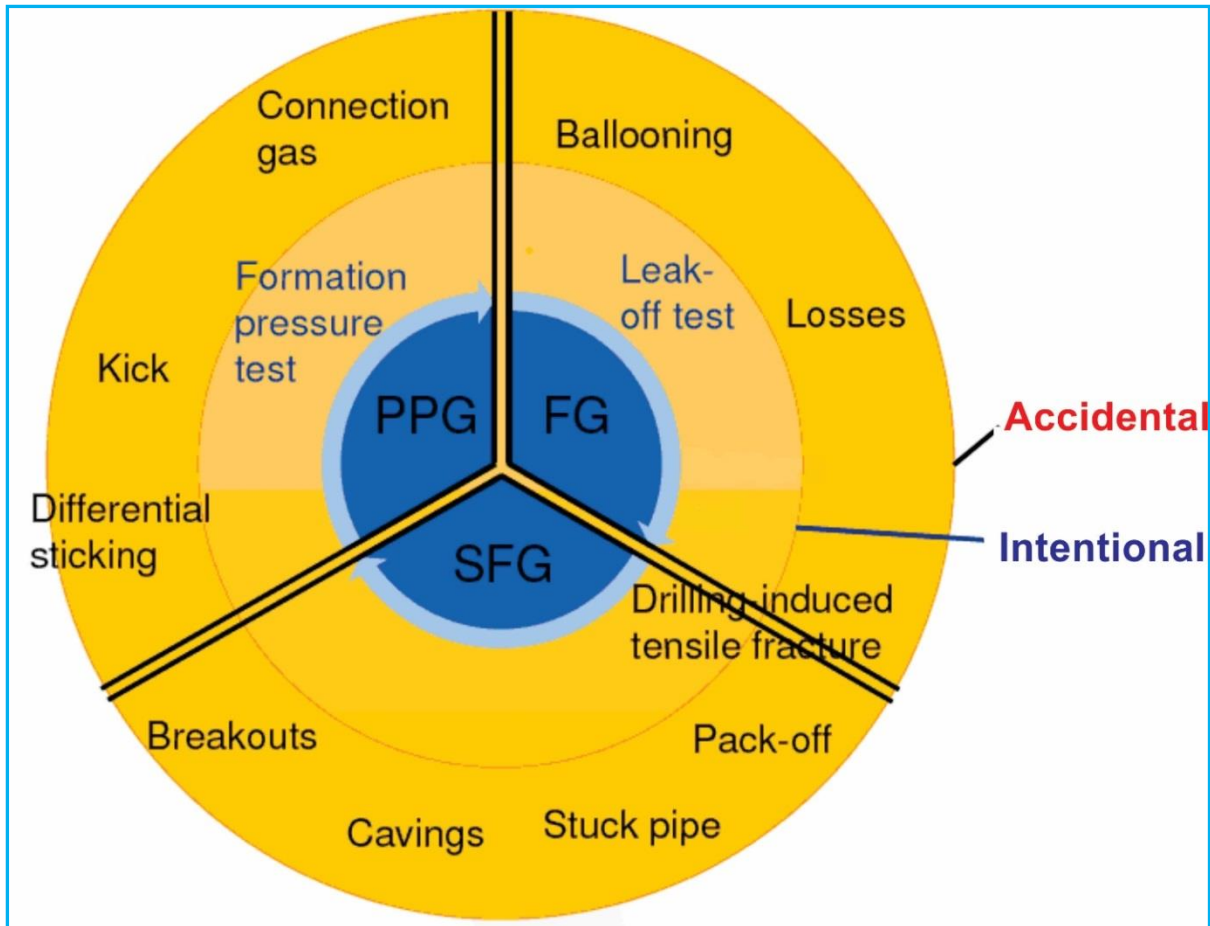 Connection
gas
Ballooning
Formation
pressure
test
Leak-
off test
Losses
Kick
PPG
FG
Accidental
Differential
sticking
Intentional
SFG
Drilling-induced
tensile fracture
Breakouts
Pack-off
Cavings
Stuck pipe